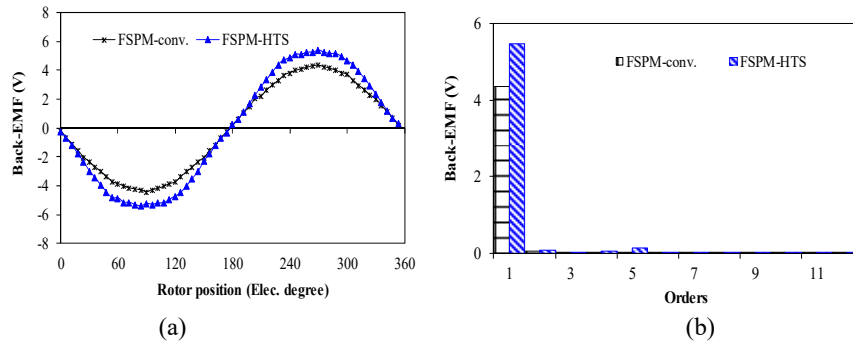 FSPM-conv.
FSPM-HTS
8
6
4
2
0
-2
-4
-6
-8
Back-EMF (V)
0 60 120 180 240 300 360
Rotor position (Elec. degree)
(a)
FSPM-conv.
FSPM-HTS
6
4
2
0
Back-EMF (V)
1 3 5 7 9 11
Orders
(b)